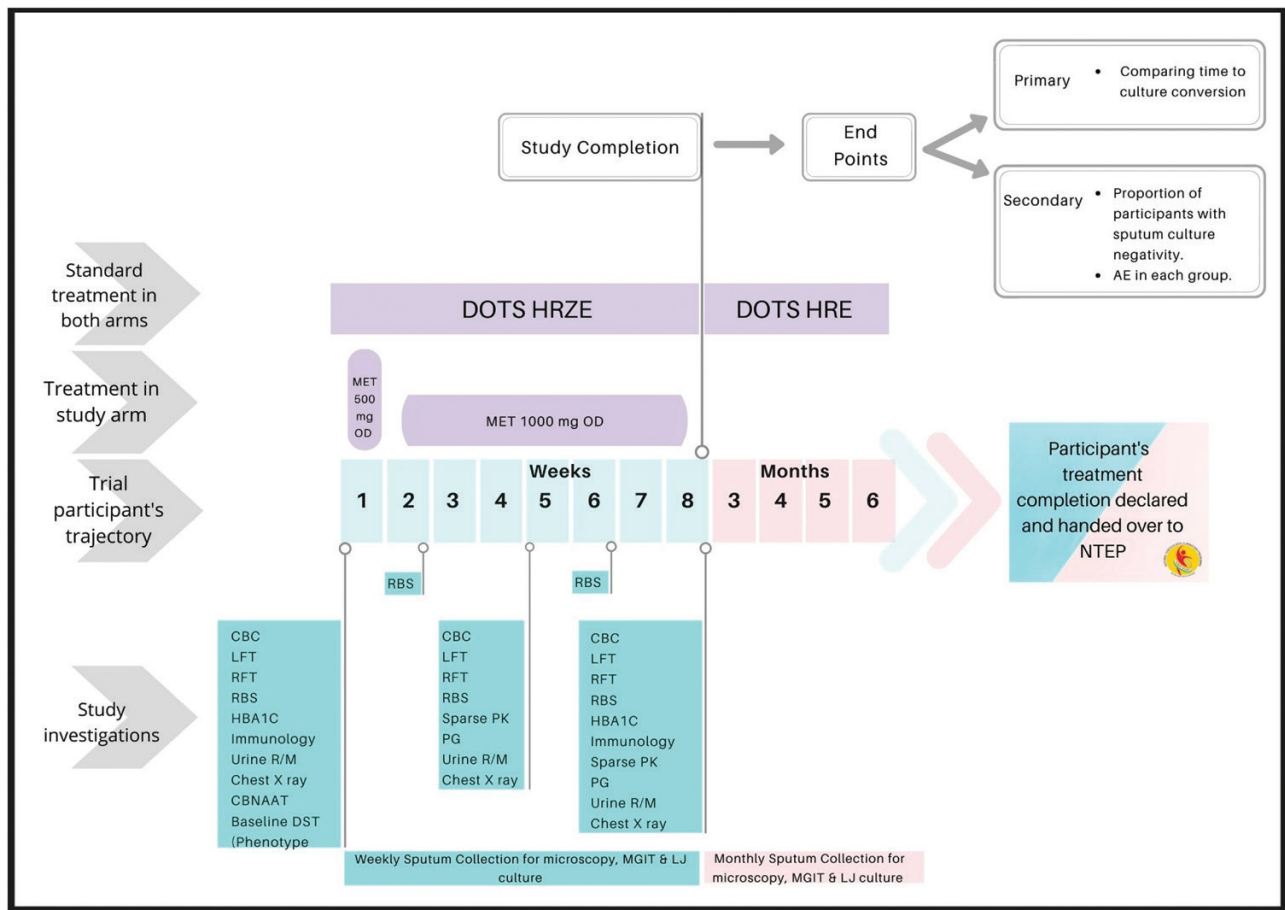 Primary
• Comparing time to
culture conversion
Study Completion
End
Points
Secondary
• Proportion of
participants with
sputum culture
negativity.
• AE in each group.
Standard
treatment in
both arms
DOTS HRZE
DOTS HRE
Treatment in
study arm
MET
500
mg
OD
MET 1000 mg OD
Trial
participant's
trajectory
Weeks
Months
1 2 3 4 5 6 7 8 3 4 5 6
Participant's
treatment
completion declared
and handed over to
NTEP
RBS
RBS
Study
investigations
CBC
LFT
RFT
RBS
HBA1C
Immunology
Urine R/M
Chest X ray
CBNAAT
Baseline DST
(Phenotype
CBC
LFT
RFT
RBS
Sparse PK
PG
Urine R/M
Chest X ray
CBC
LFT
RFT
RBS
HBA1C
Immunology
Sparse PK
PG
Urine R/M
Chest X ray
Weekly Sputum Collection for microscopy, MGIT & LJ
culture
Monthly Sputum Collection for
microscopy, MGIT & LJ culture